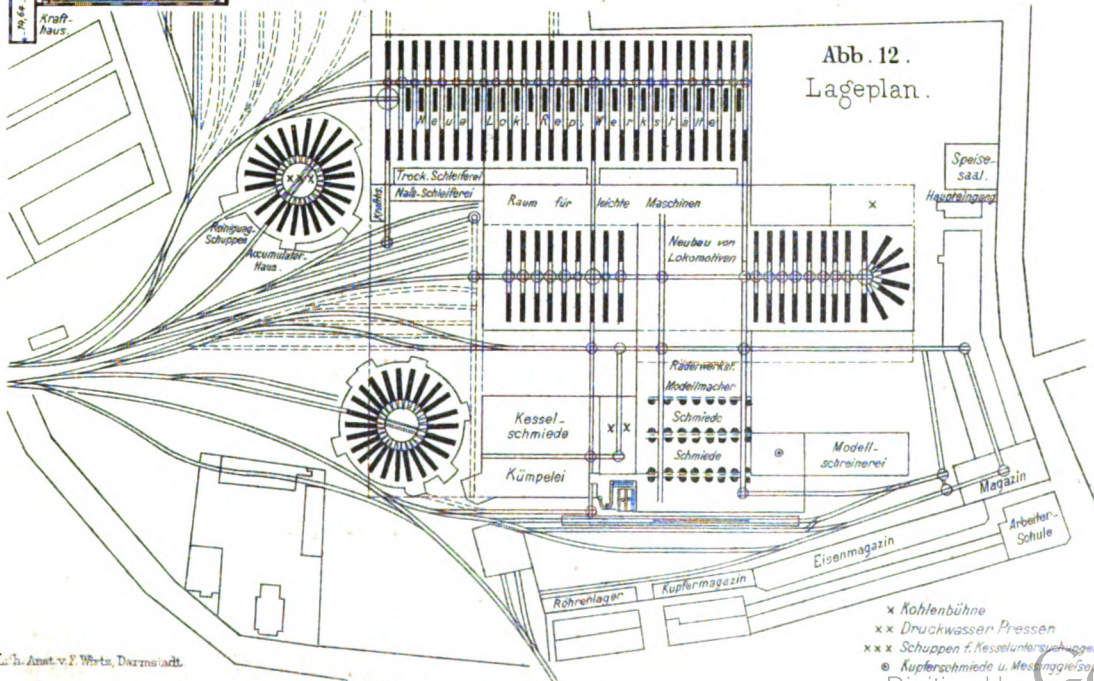 Kraft-
haus.
Abb. 12.
Lageplan.
Neue Lok. Rep. Werkstätte
Speise-
saal.
Haupteingang
Trock. Schleiferei
Naß-Schleiferei
Krafths.
Raum für leichte Maschinen
x
x x x
Reinigung-
Schuppen
Accumulator-
Haus.
Neubau von
Lokomotiven
Räderwerkst.
Modellmacher
Schmiede
Schmiede
Kessel-
schmiede
x x
Kümpelei
Modell-
schreinerei
Magazin
Arbeiter-
Schule
Eisenmagazin
Kupfermagazin
Röhrenlager
x Kohlenbühne
x x Druckwasser Pressen
x x x Schuppen f. Kesseluntersuchungen
Kupferschmiede u. Messinggießerei
Lith. Anst. v. F. Wirtz, Darmstadt.